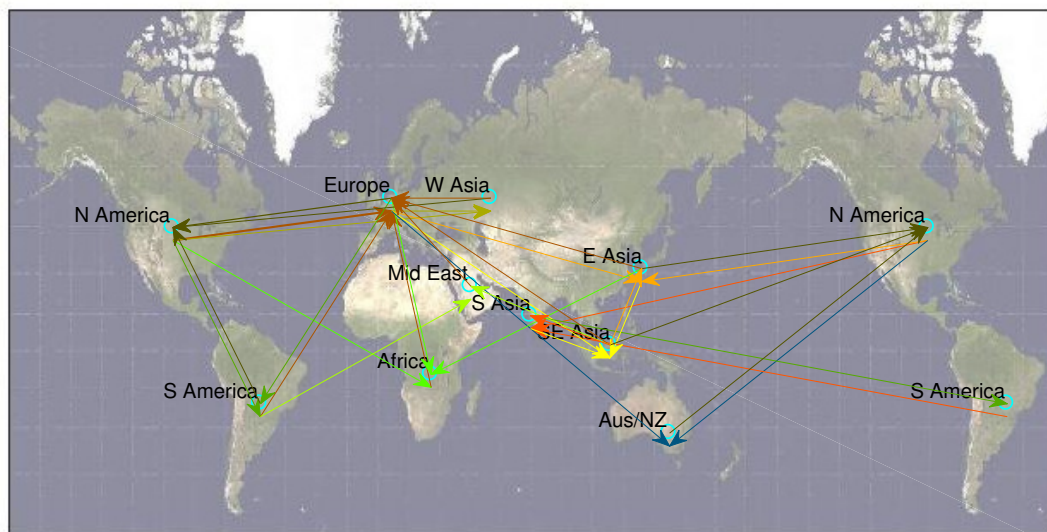 Europe
W Asia
N America
N America
E Asia
Mid East
S Asia
SE Asia
Africa
S America
S America
Aus/NZ